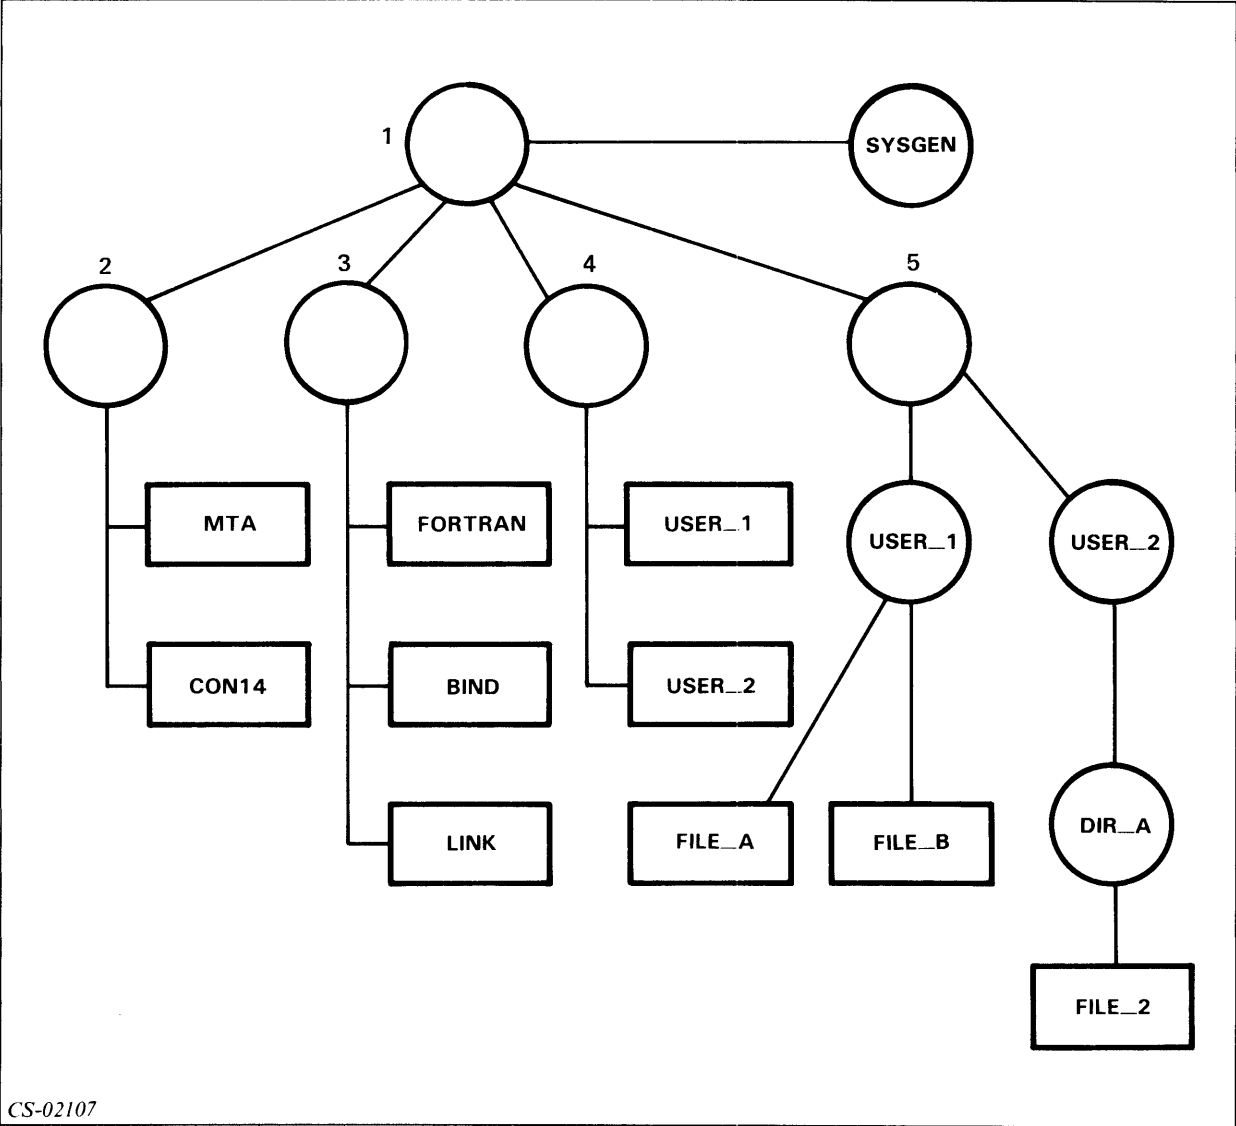 1
SYSGEN
2
3
4
5
MTA
FORTRAN
USER_1
USER_1
USER_2
CON14
BIND
USER_2
LINK
FILE_A
FILE_B
DIR_A
FILE_2
CS-02107